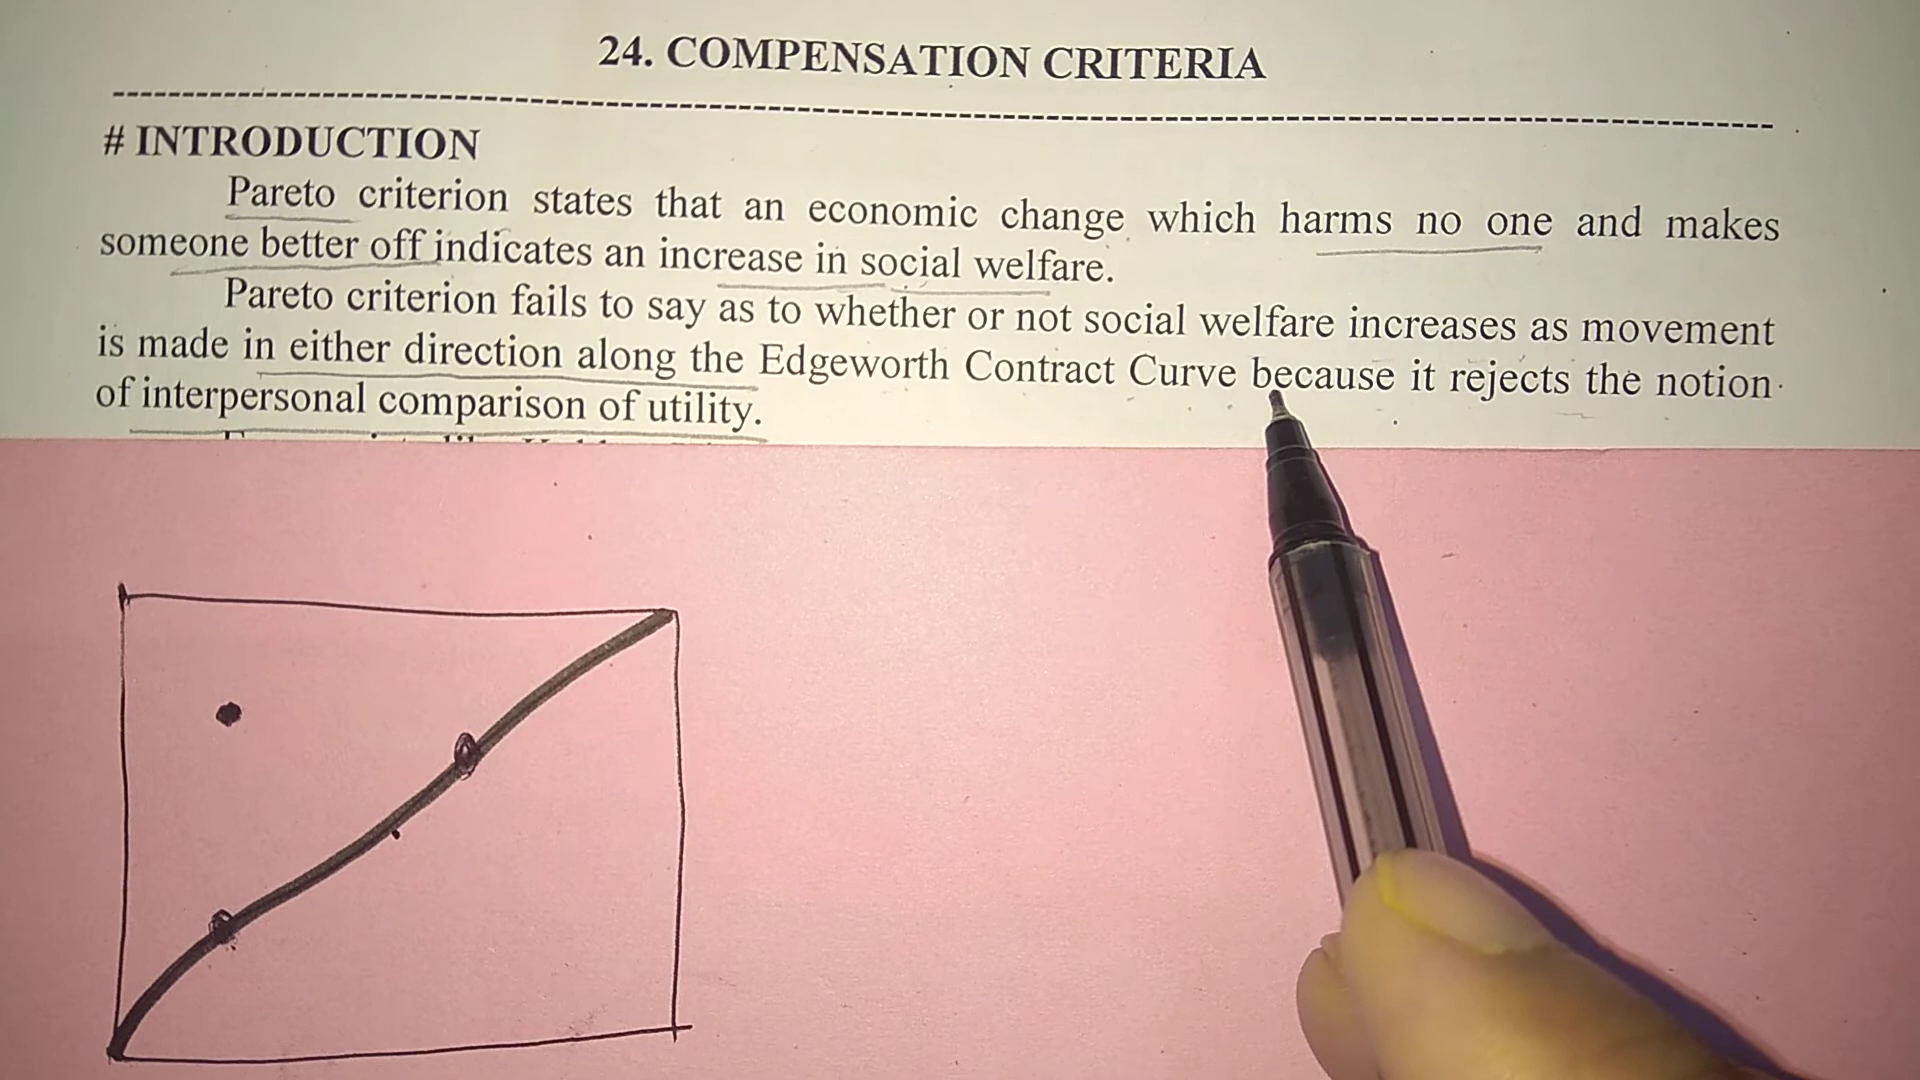 24. COMPENSATION CRITERIA
# INTRODUCTION
Pareto criterion states that an economic change which harms no one and makes
someone better off indicates an increase in social welfare.
Pareto criterion fails to say as to whether or not social welfare increases as movement
is made in either direction along the Edgeworth Contract Curve because it rejects the notion
of interpersonal comparison of utility.